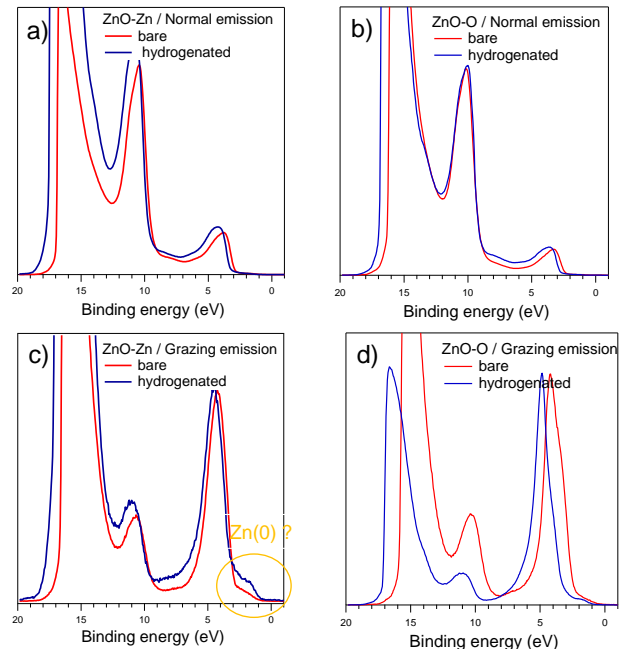 a)
ZnO-Zn / Normal emission
bare
hydrogenated
20 15 10 5 0
Binding energy (eV)
b)
ZnO-O / Normal emission
bare
hydrogenated
20 15 10 5 0
Binding energy (eV)
c)
ZnO-Zn / Grazing emission
bare
hydrogenated
Zn(0) ?
20 15 10 5 0
Binding energy (eV)
d)
ZnO-O / Grazing emission
bare
hydrogenated
20 15 10 5 0
Binding energy (eV)